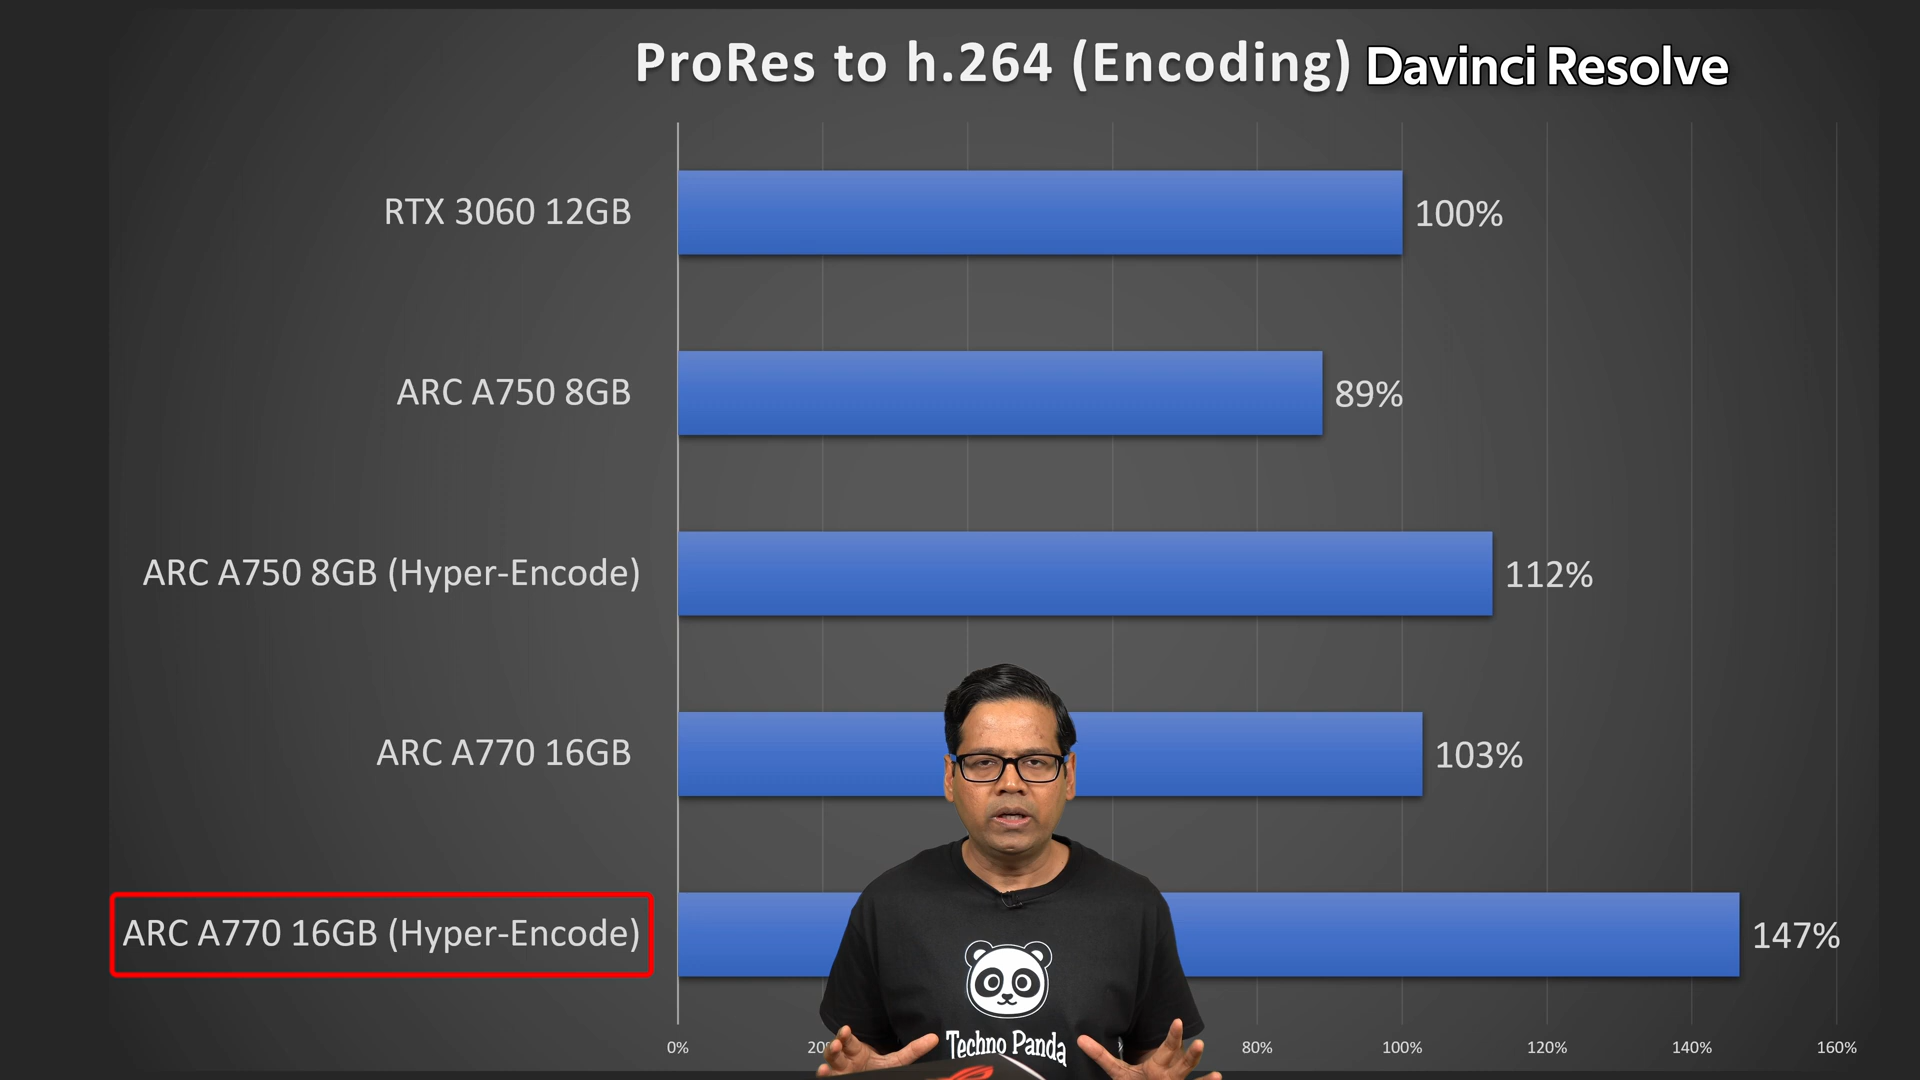 ProRes to h.264 (Encoding) Davinci Resolve
RTX 3060 12GB 100%
ARC A750 8GB 89%
ARC A750 8GB (Hyper-Encode) 112%
ARC A770 16GB 103%
ARC A770 16GB (Hyper-Encode) 147%
Techno Panda
0% 80% 100% 120% 140% 160%